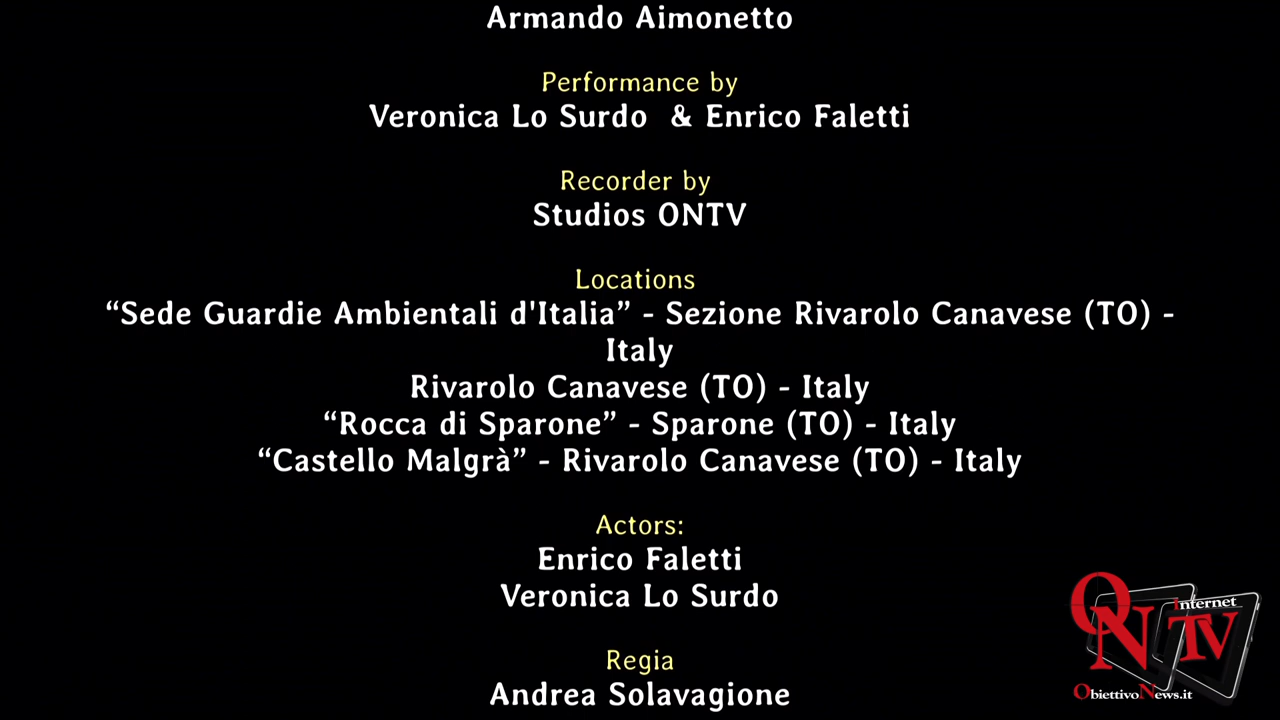 Armando Aimonetto
Performance by
Veronica Lo Surdo & Enrico Faletti
Recorder by
Studios ONTV
Locations
“Sede Guardie Ambientali d'Italia” - Sezione Rivarolo Canavese (TO) -
Italy
Rivarolo Canavese (TO) - Italy
“Rocca di Sparone” - Sparone (TO) - Italy
“Castello Malgrà” - Rivarolo Canavese (TO) - Italy
Actors:
Enrico Faletti
Veronica Lo Surdo
Regia
Andrea Solavagione
ON Internet TV
ObiettivoNews.it